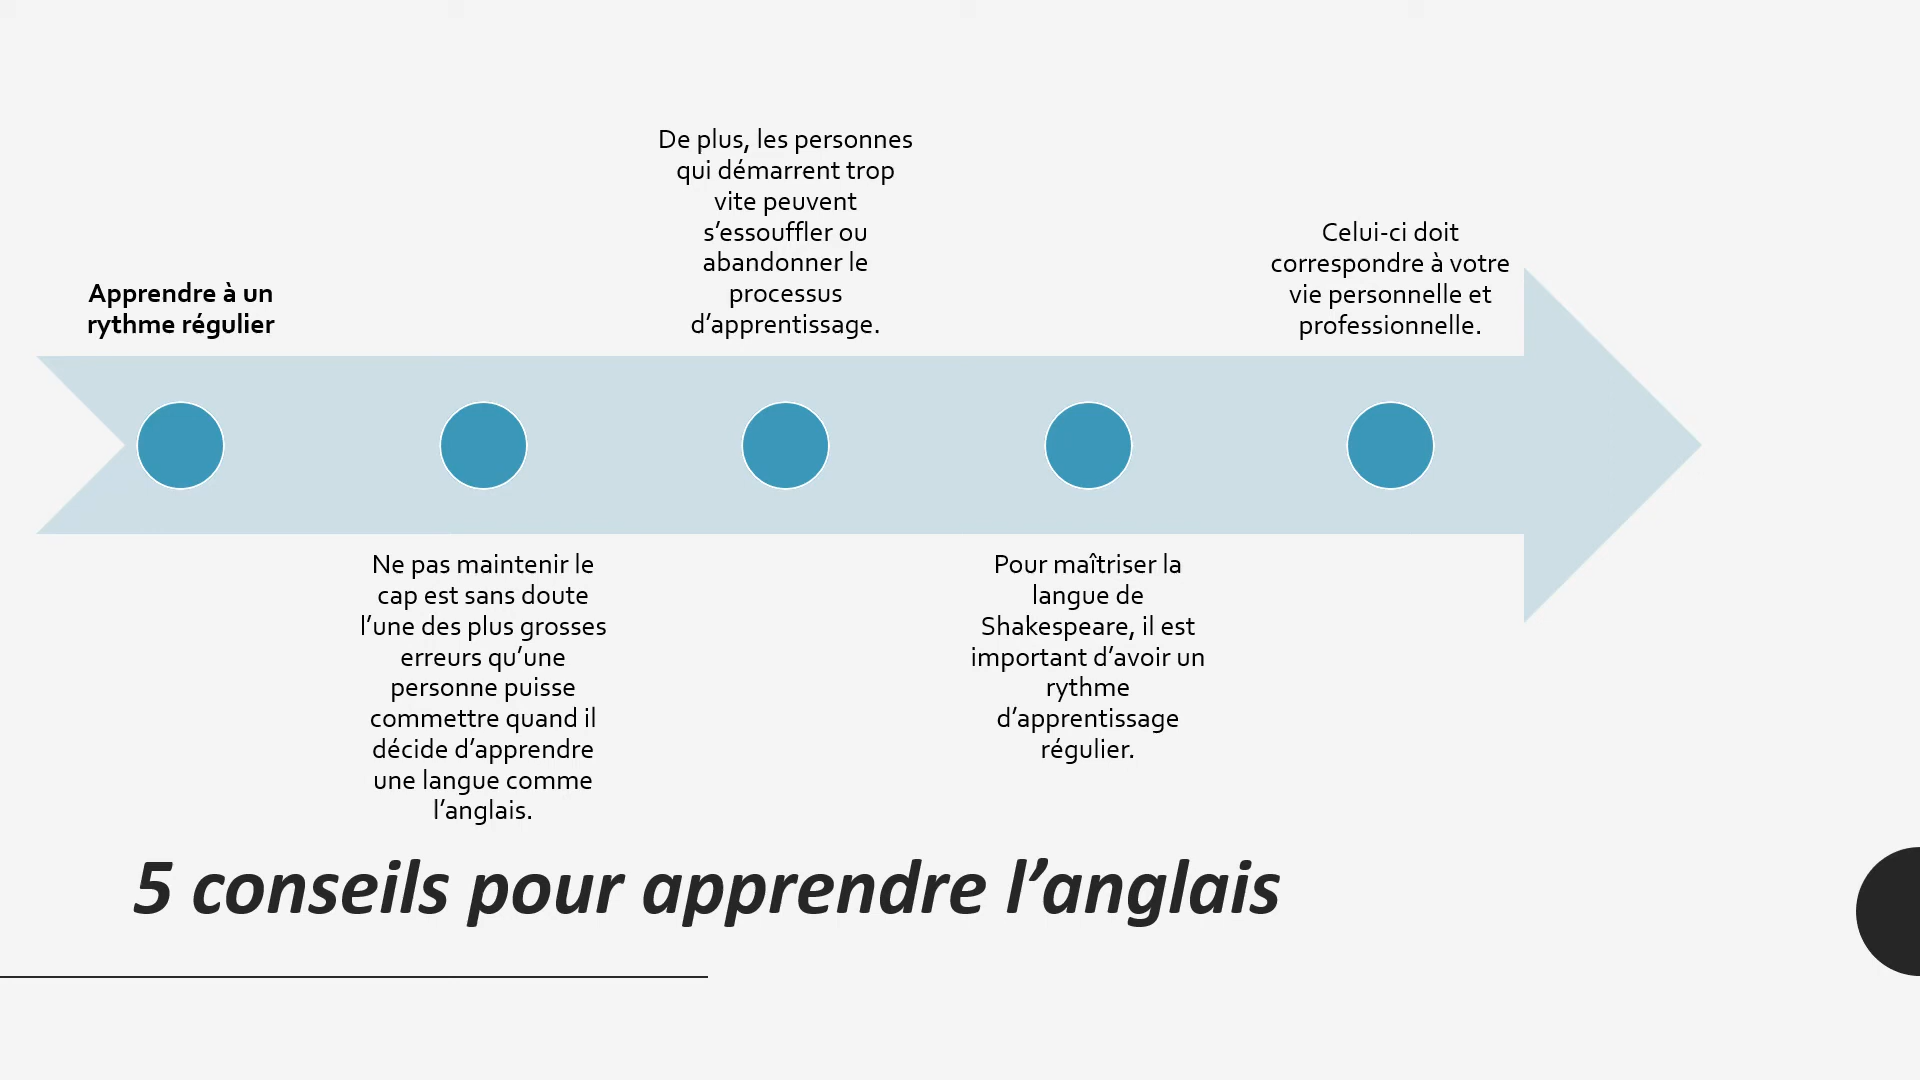 Apprendre à un
rythme régulier
Ne pas maintenir le
cap est sans doute
l’une des plus grosses
erreurs qu’une
personne puisse
commettre quand il
décide d’apprendre
une langue comme
l’anglais.
De plus, les personnes
qui démarrent trop
vite peuvent
s’essouffler ou
abandonner le
processus
d’apprentissage.
Pour maîtriser la
langue de
Shakespeare, il est
important d’avoir un
rythme
d’apprentissage
régulier.
Celui-ci doit
correspondre à votre
vie personnelle et
professionnelle.
5 conseils pour apprendre l’anglais